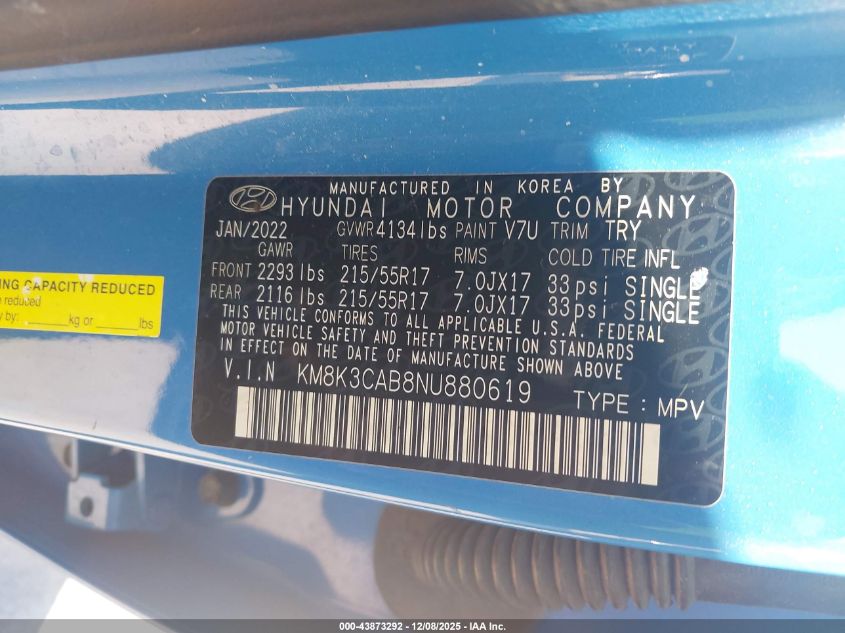 MANUFACTURED IN KOREA BY
HYUNDAI MOTOR COMPANY
JAN/2022 GVWR 4134 lbs PAINT V7U TRIM TRY
GAWR TIRES RIMS COLD TIRE INFL
FRONT 2293 lbs 215/55R17 7.0JX17 33 psi SINGLE
REAR 2116 lbs 215/55R17 7.0JX17 33 psi SINGLE
THIS VEHICLE CONFORMS TO ALL APPLICABLE U.S.A. FEDERAL
MOTOR VEHICLE SAFETY AND THEFT PREVENTION STANDARDS
IN EFFECT ON THE DATE OF MANUFACTURE SHOWN ABOVE
V.I.N KM8K3CAB8NU880619 TYPE : MPV
ING CAPACITY REDUCED
reduced
by: ______kg or ______lbs
000-43873292 - 12/08/2025 - IAA Inc.